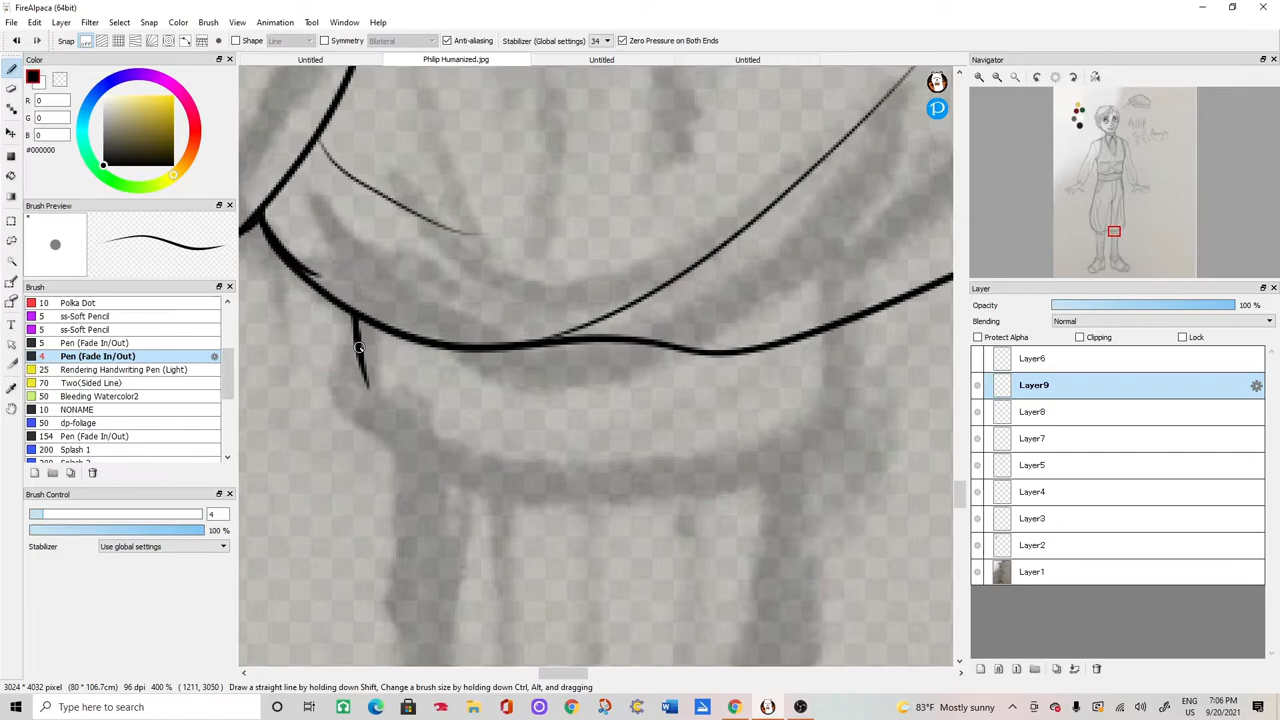 FireAlpaca (64bit)
File Edit Layer Filter Select Snap Color Brush View Animation Tool Window Help
Snap off Shape Line Symmetry Bilateral Anti-aliasing Stabilizer (Global settings) 34 Zero Pressure on Both Ends
Color
R 0
G 0
B 0
#000000
Brush Preview
Brush
10 Polka Dot
5 ss-Soft Pencil
5 ss-Soft Pencil
5 Pen (Fade In/Out)
4 Pen (Fade In/Out)
25 Rendering Handwriting Pen (Light)
70 Two(Sided Line)
50 Bleeding Watercolor2
10 NONAME
50 dp-foliage
154 Pen (Fade In/Out)
200 Splash 1
Brush Control
4
100 %
Stabilizer Use global settings
Untitled Philip Humanized.jpg Untitled Untitled
Navigator
Layer
Opacity 100 %
Blending Normal
Protect Alpha Clipping Lock
Layer6
Layer9
Layer8
Layer7
Layer5
Layer4
Layer3
Layer2
Layer1
3024 * 4032 pixel (80 * 106.7cm) 96 dpi 400 % ( 1211, 3050 ) Draw a straight line by holding down Shift, Change a brush size by holding down Ctrl, Alt, and dragging
Type here to search
83°F Mostly sunny
ENG
US
7:06 PM
9/20/2021